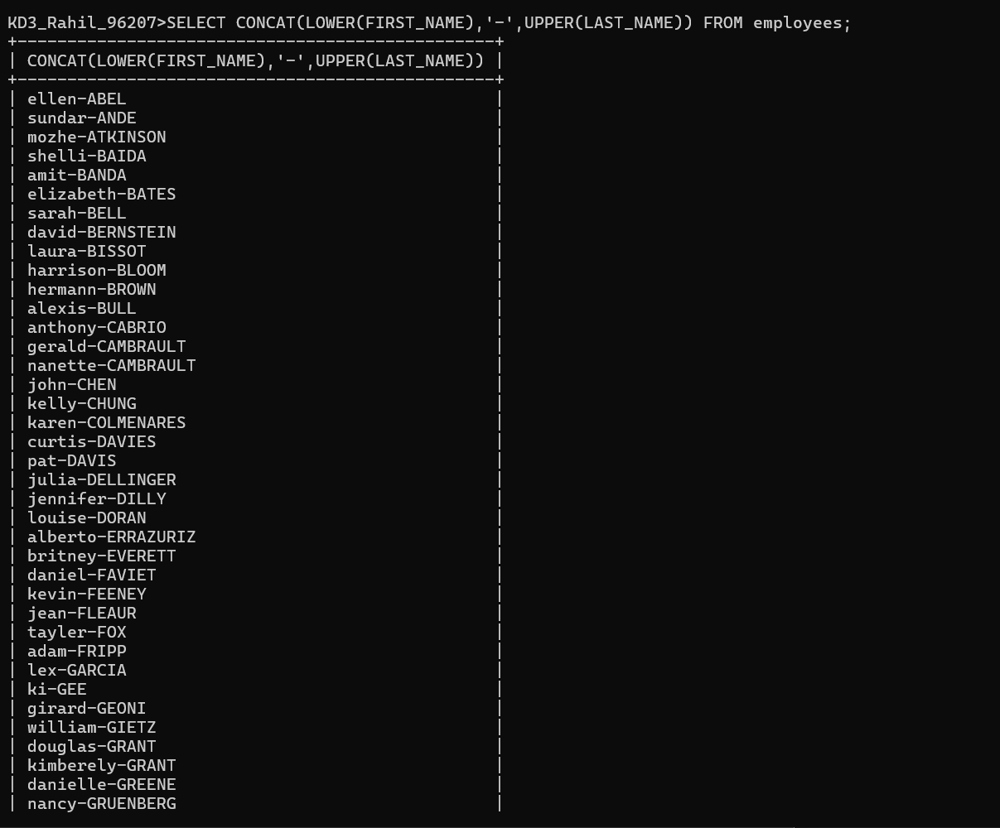 KD3_Rahil_96207>SELECT CONCAT(LOWER(FIRST_NAME),'-',UPPER(LAST_NAME)) FROM employees;
+------------------------------------------------+
| CONCAT(LOWER(FIRST_NAME),'-',UPPER(LAST_NAME)) |
+------------------------------------------------+
| ellen-ABEL                                     |
| sundar-ANDE                                    |
| mozhe-ATKINSON                                 |
| shelli-BAIDA                                   |
| amit-BANDA                                     |
| elizabeth-BATES                                |
| sarah-BELL                                     |
| david-BERNSTEIN                                |
| laura-BISSOT                                   |
| harrison-BLOOM                                 |
| hermann-BROWN                                  |
| alexis-BULL                                    |
| anthony-CABRIO                                 |
| gerald-CAMBRAULT                               |
| nanette-CAMBRAULT                              |
| john-CHEN                                      |
| kelly-CHUNG                                    |
| karen-COLMENARES                               |
| curtis-DAVIES                                  |
| pat-DAVIS                                      |
| julia-DELLINGER                                |
| jennifer-DILLY                                 |
| louise-DORAN                                   |
| alberto-ERRAZURIZ                              |
| britney-EVERETT                                |
| daniel-FAVIET                                  |
| kevin-FEENEY                                   |
| jean-FLEAUR                                    |
| tayler-FOX                                     |
| adam-FRIPP                                     |
| lex-GARCIA                                     |
| ki-GEE                                         |
| girard-GEONI                                   |
| william-GIETZ                                  |
| douglas-GRANT                                  |
| kimberely-GRANT                                |
| danielle-GREENE                                |
| nancy-GRUENBERG                                |